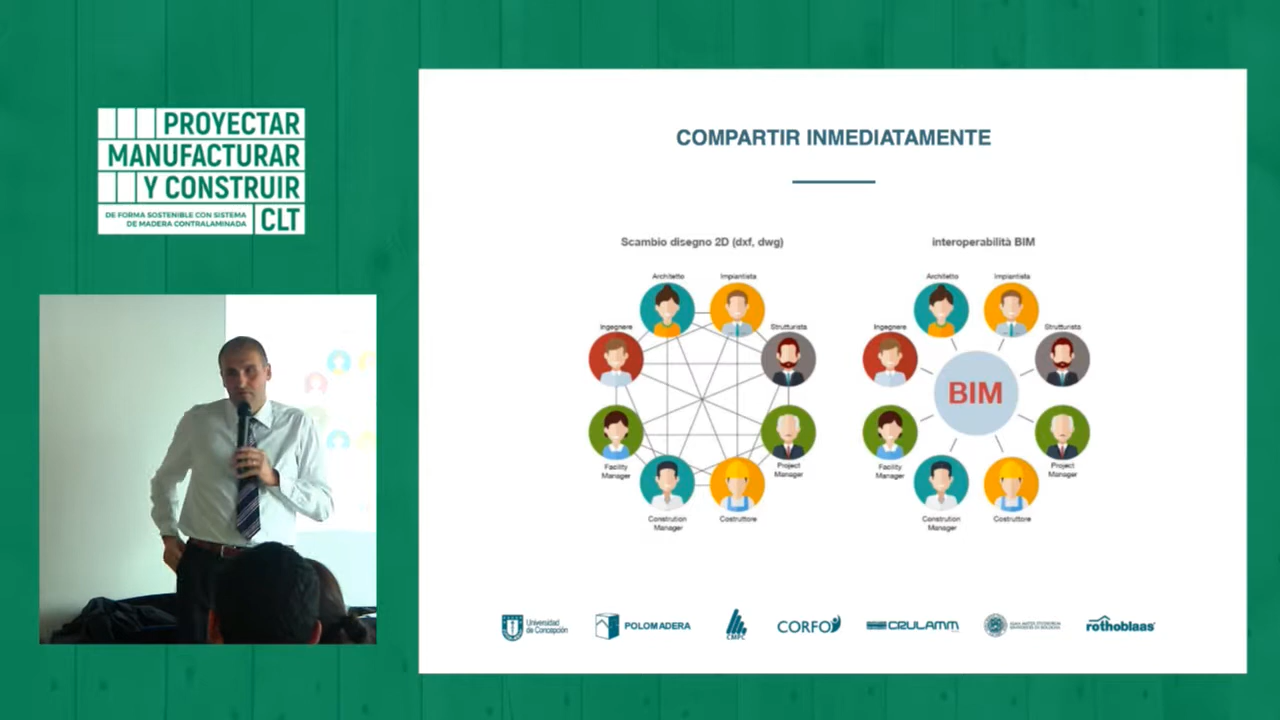 PROYECTAR
MANUFACTURAR
Y CONSTRUIR
DE FORMA SOSTENIBLE CON SISTEMA
DE MADERA CONTRALAMINADA
CLT
COMPARTIR INMEDIATAMENTE
Scambio disegno 2D (dxf, dwg)
Architetto
Impiantista
Ingegnere
Strutturista
Facility
Manager
Project
Manager
Constrution
Manager
Costruttore
interoperabilità BIM
Architetto
Impiantista
Ingegnere
Strutturista
BIM
Facility
Manager
Project
Manager
Constrution
Manager
Costruttore
Universidad
de Concepción
POLOMADERA
CMPC
CORFO
CRULAMM
rothoblaas